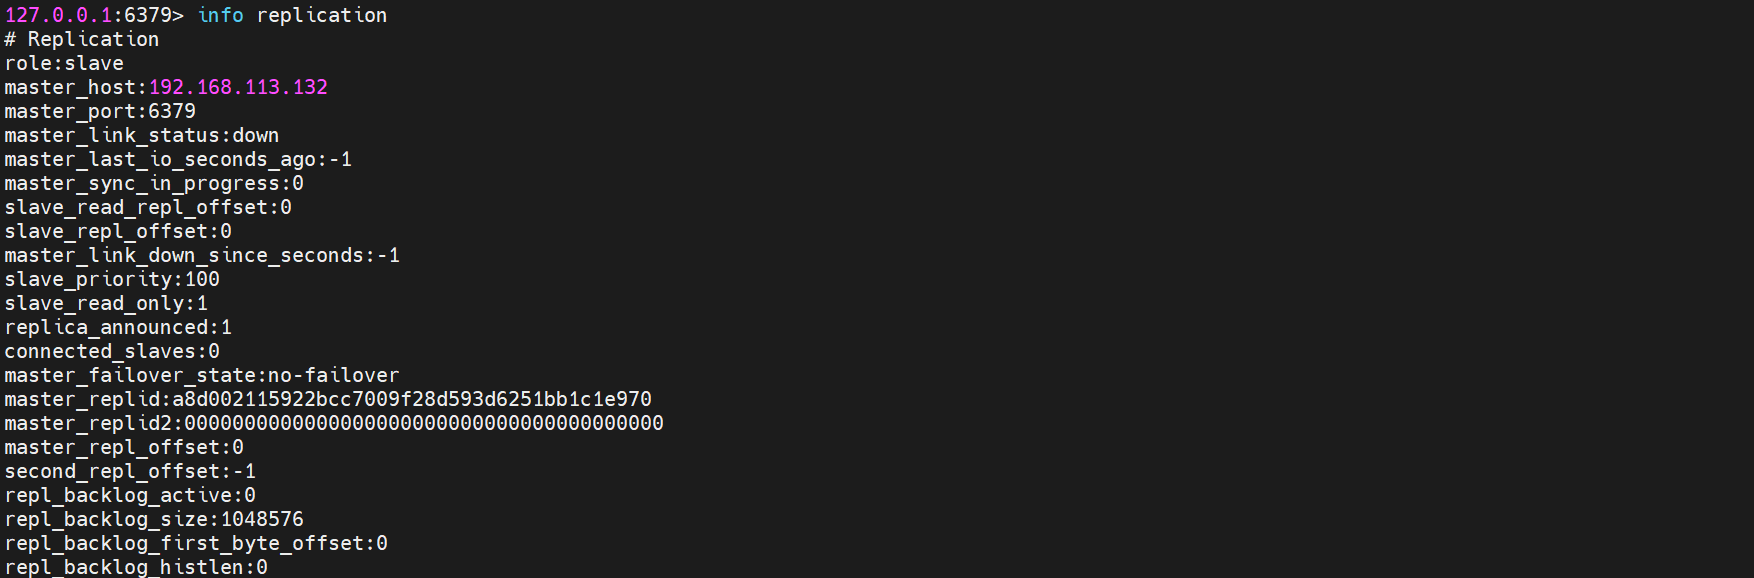 127.0.0.1:6379> info replication
# Replication
role:slave
master_host:192.168.113.132
master_port:6379
master_link_status:down
master_last_io_seconds_ago:-1
master_sync_in_progress:0
slave_read_repl_offset:0
slave_repl_offset:0
master_link_down_since_seconds:-1
slave_priority:100
slave_read_only:1
replica_announced:1
connected_slaves:0
master_failover_state:no-failover
master_replid:a8d002115922bcc7009f28d593d6251bb1c1e970
master_replid2:0000000000000000000000000000000000000000
master_repl_offset:0
second_repl_offset:-1
repl_backlog_active:0
repl_backlog_size:1048576
repl_backlog_first_byte_offset:0
repl_backlog_histlen:0